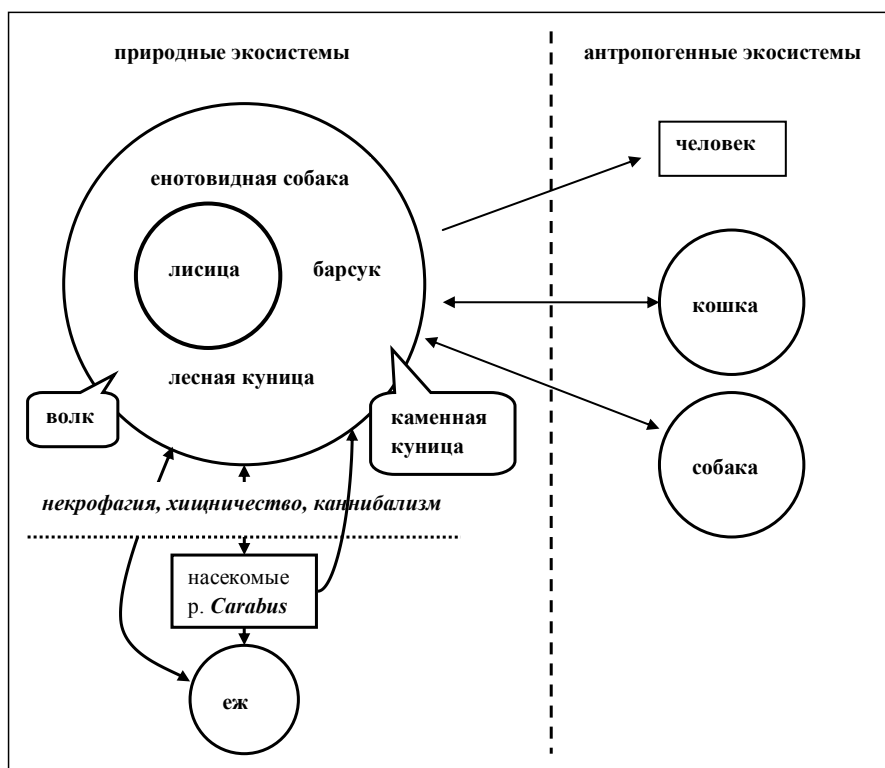 природные экосистемы
антропогенные экосистемы
человек
енотовидная собака
лисица
барсук
кошка
лесная куница
волк
каменная
куница
собака
некрофагия, хищничество, каннибализм
насекомые
р. Carabus
еж